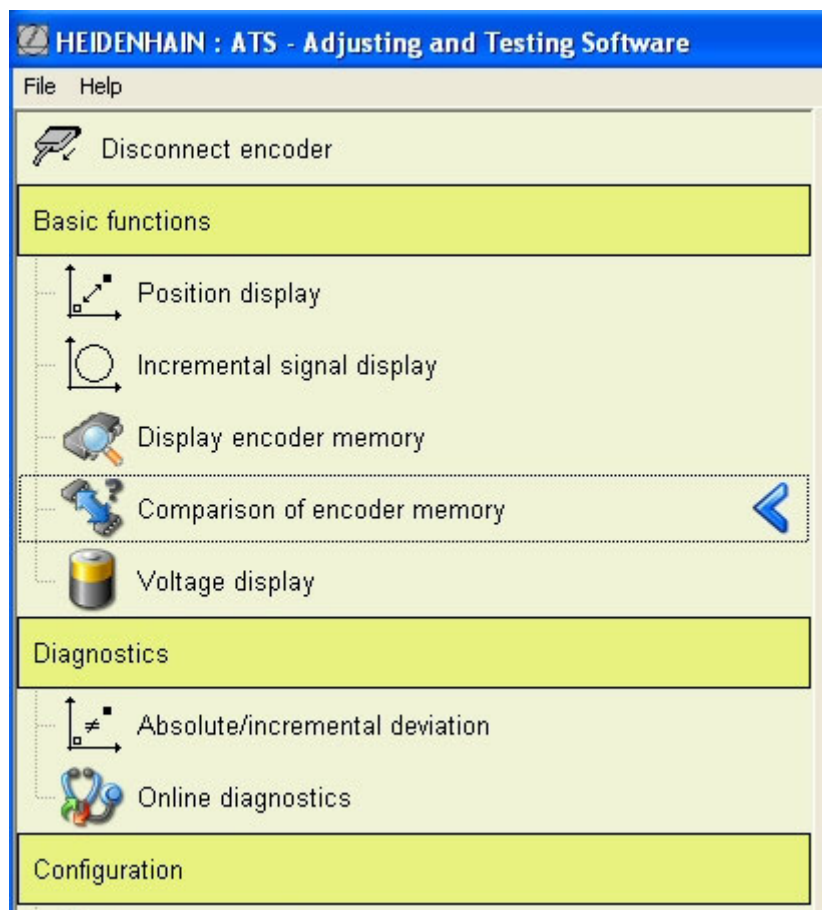 HEIDENHAIN : ATS - Adjusting and Testing Software
File Help
Disconnect encoder
Basic functions
Position display
Incremental signal display
Display encoder memory
Comparison of encoder memory
Voltage display
Diagnostics
Absolute/incremental deviation
Online diagnostics
Configuration